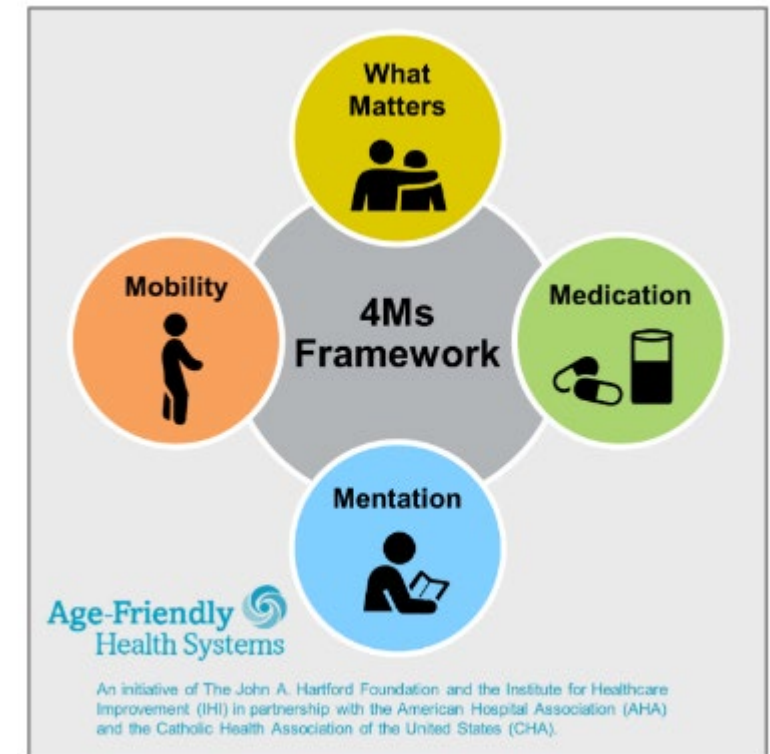 What
Matters
Mobility
4Ms
Framework
Medication
Mentation
Age-Friendly
Health Systems
An initiative of The John A. Hartford Foundation and the Institute for Healthcare
Improvement (IHI) in partnership with the American Hospital Association (AHA)
and the Catholic Health Association of the United States (CHA).